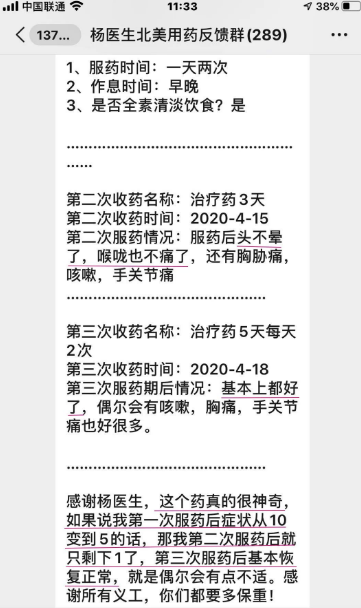 中国联通 11:33 38%
137... 杨医生北美用药反馈群(289) ...
1、服药时间：一天两次
2、作息时间：早晚
3、是否全素清淡饮食？是
....................................................
......
第二次收药名称：治疗药3天
第二次收药时间：2020-4-15
第二次服药情况：服药后头不晕
了，喉咙也不痛了，还有胸胁痛，
咳嗽，手关节痛
..............................................
第三次收药名称：治疗药5天每天
2次
第三次收药时间：2020-4-18
第三次服药期后情况：基本上都好
了，偶尔会有咳嗽，胸痛，手关节
痛也好很多。
..............................................
感谢杨医生，这个药真的很神奇，
如果说我第一次服药后症状从10
变到5的话，那我第二次服药后就
只剩下1了，第三次服药后基本恢
复正常，就是偶尔会有点不适。感
谢所有义工，你们都要多保重！